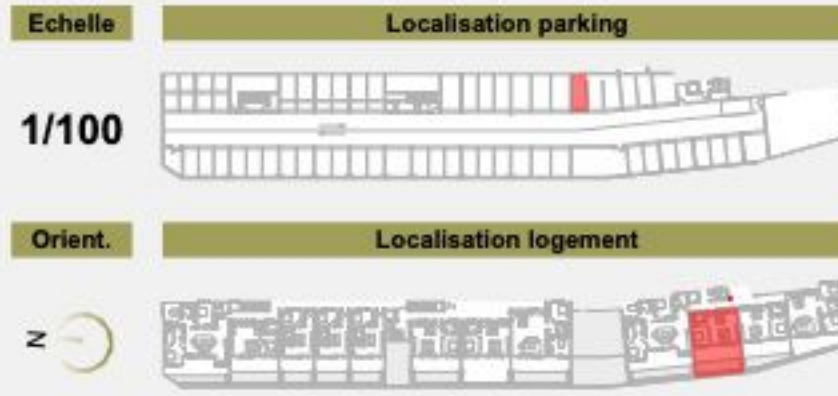 Echelle
Localisation parking
1/100
Orient.
Localisation logement
N